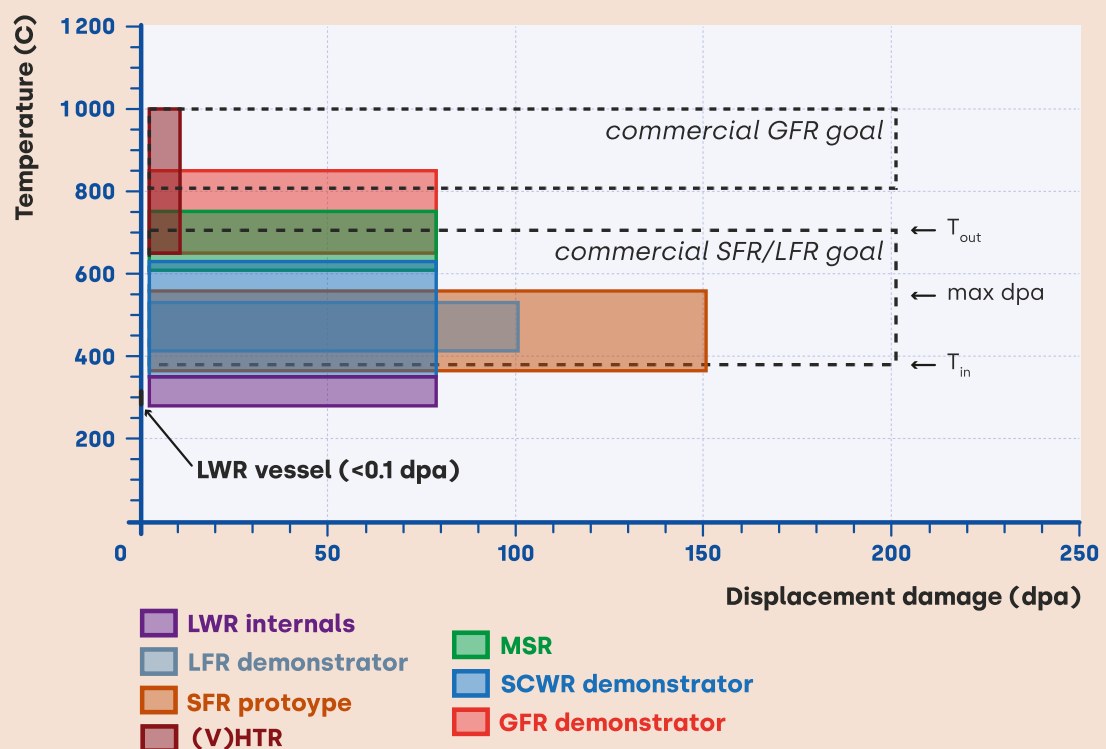 Temperature (C)
1200
1000
800
600
400
200
commercial GFR goal
commercial SFR/LFR goal
Tout
max dpa
Tin
LWR vessel (<0.1 dpa)
0 50 100 150 200 250
Displacement damage (dpa)
LWR internals
LFR demonstrator
SFR protoype
(V)HTR
MSR
SCWR demonstrator
GFR demonstrator